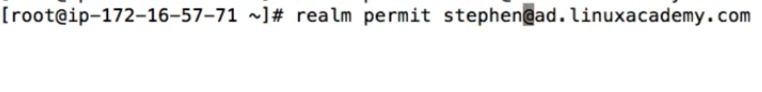 [root@ip-172-16-57-71 ~]# realm permit stephen@ad.linuxacademy.com